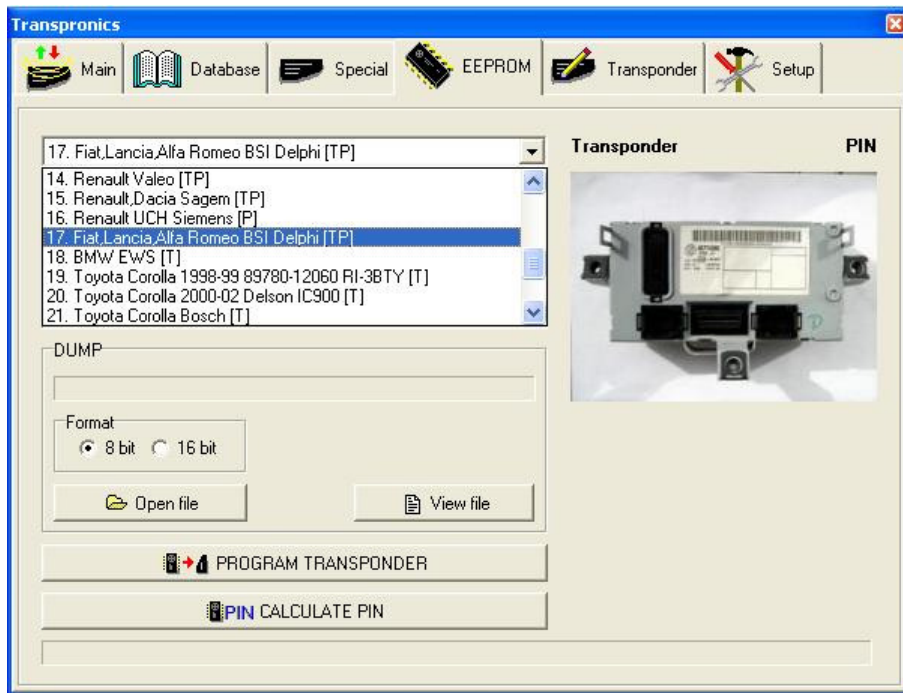 Transpronics
Main
Database
Special
EEPROM
Transponder
Setup
17. Fiat,Lancia,Alfa Romeo BSI Delphi [TP]
Transponder
PIN
14. Renault Valeo [TP]
15. Renault,Dacia Sagem [TP]
16. Renault UCH Siemens [P]
17. Fiat,Lancia,Alfa Romeo BSI Delphi [TP]
18. BMW EWS [T]
19. Toyota Corolla 1998-99 89780-12060 RI-3BTY [T]
20. Toyota Corolla 2000-02 Delson IC900 [T]
21. Toyota Corolla Bosch [T]
DUMP
Format
8 bit
16 bit
Open file
View file
PROGRAM TRANSPONDER
PIN CALCULATE PIN